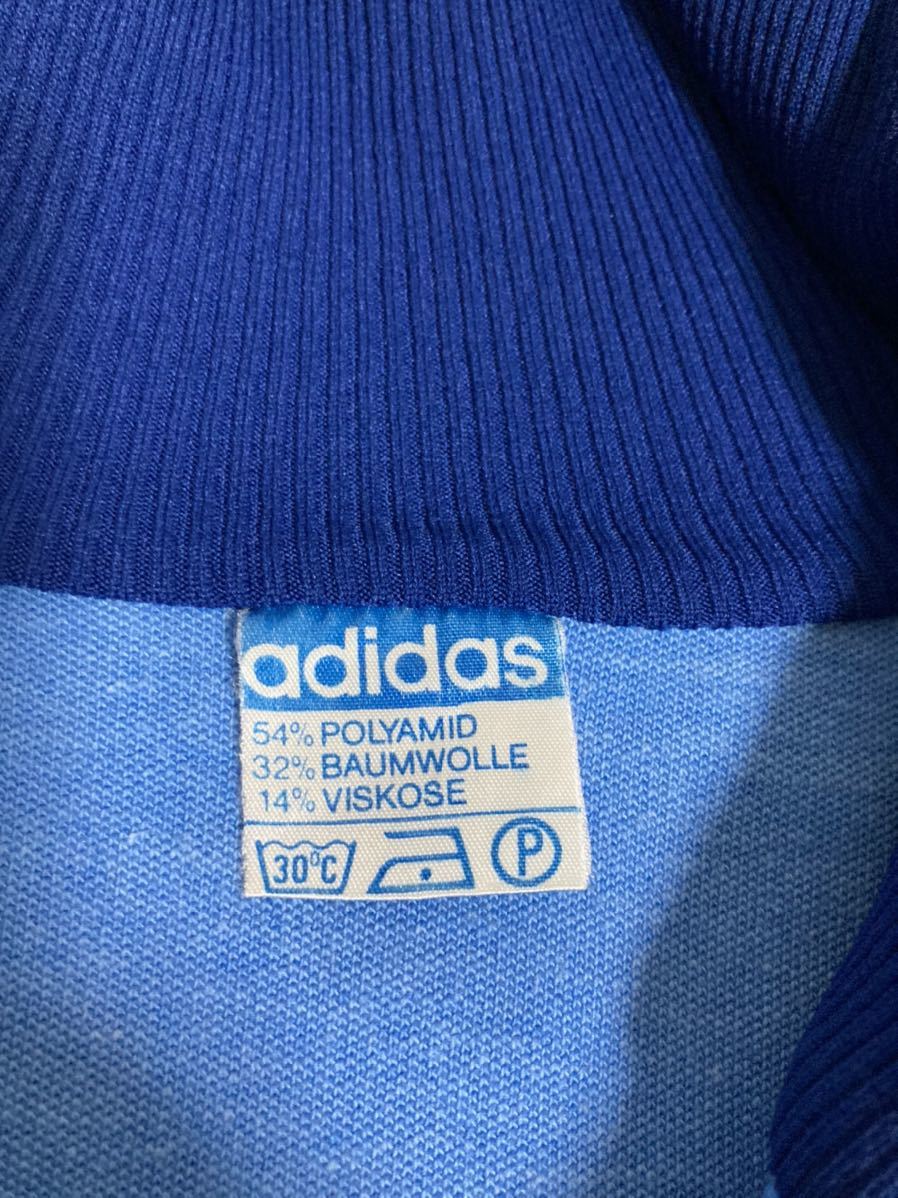 adidas
54% POLYAMID
32% BAUMWOLLE
14% VISKOSE
30°C P